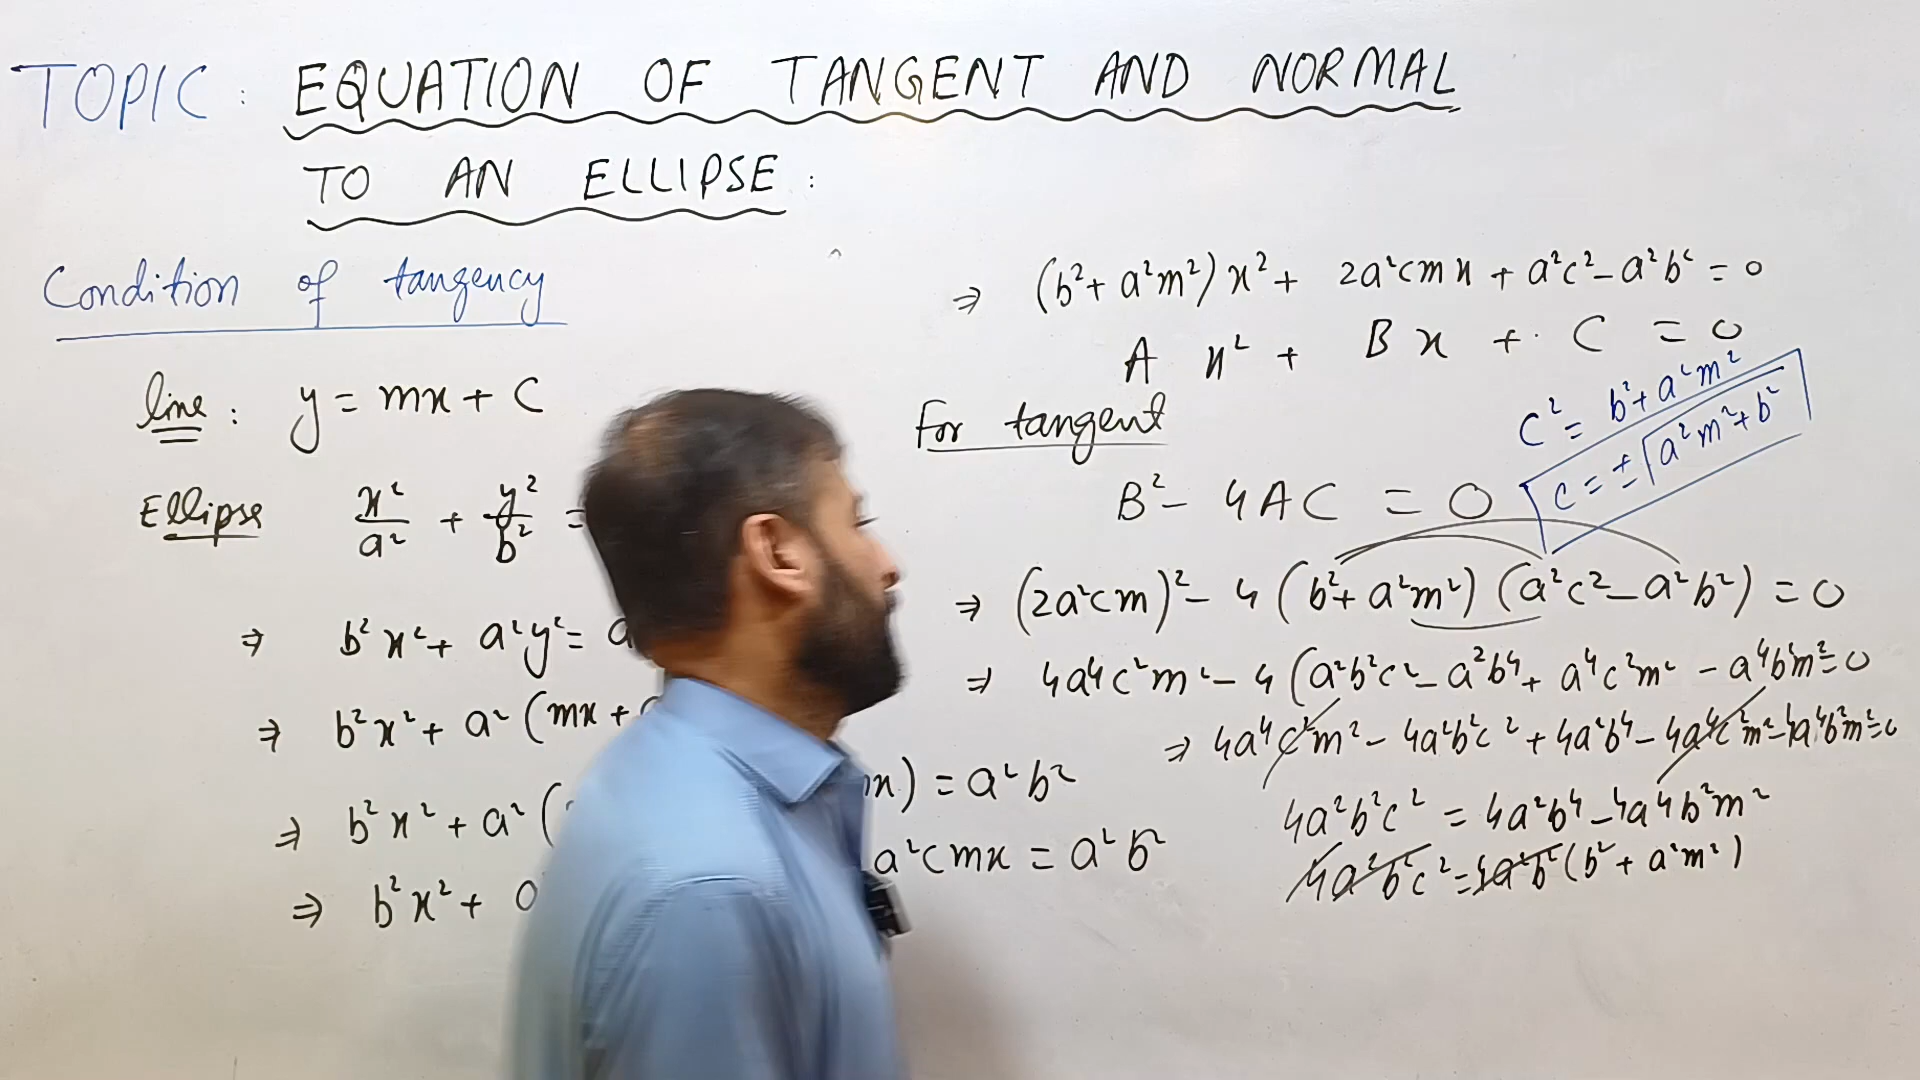 TOPIC: EQUATION OF TANGENT AND NORMAL
TO AN ELLIPSE:
Condition of tangency
line: y = mx + c
Ellipse x²/a² + y²/b² =
⇒ b²x² + a²y² = a
⇒ b²x² + a²(mx +
⇒ b²x² + a²(
⇒ b²x² +
x) = a²b²
a²cmx = a²b²
⇒ (b² + a²m²)x² + 2a²cmx + a²c² - a²b² = 0
A x² + Bx + C = 0
For tangent
B² - 4AC = 0
⇒ (2a²cm)² - 4(b² + a²m²)(a²c² - a²b²) = 0
⇒ 4a⁴c²m² - 4(a²b²c² - a²b⁴ + a⁴c²m² - a⁴b²m² = 0
⇒ 4a⁴c²m² - 4a²b²c² + 4a²b⁴ - 4a⁴c²m² - 4a⁴b²m² = 0
4a²b²c² = 4a²b⁴ - 4a⁴b²m²
4a²b²c² = 4a²b²(b² + a²m²)
c² = b² + a²m²
c = ±√a²m² + b²